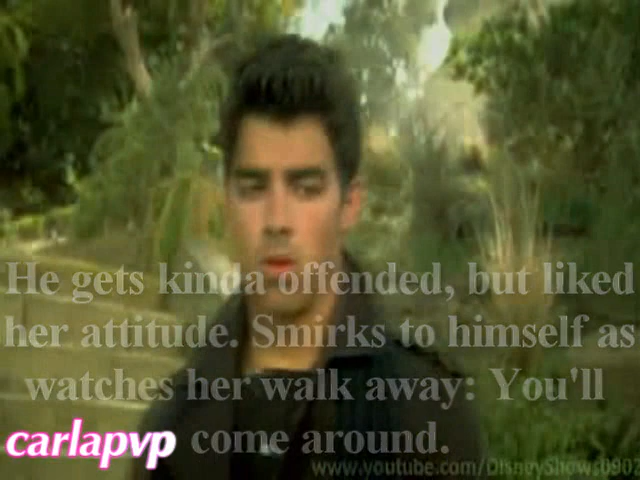 He gets kinda offended, but liked
her attitude. Smirks to himself as
watches her walk away: You'll
carlapvp come around.
www.youtube.com/DisneyShows0902